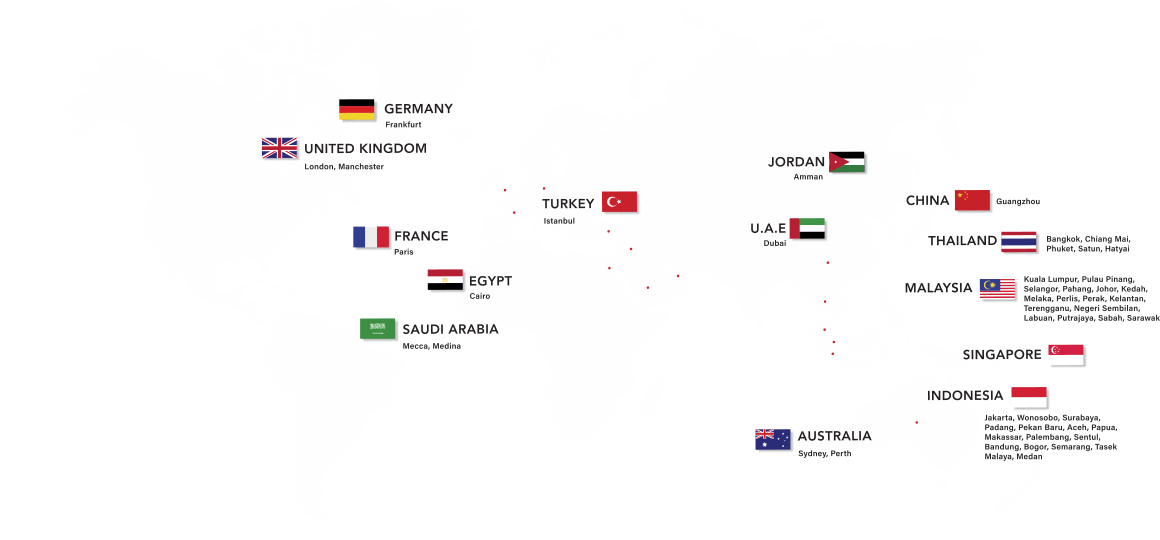 GERMANY
Frankfurt
UNITED KINGDOM
London, Manchester
JORDAN
Amman
CHINA
Guangzhou
TURKEY
Istanbul
U.A.E
Dubai
FRANCE
Paris
THAILAND
Bangkok, Chiang Mai,
Phuket, Satun, Hatyai
EGYPT
Cairo
MALAYSIA
Kuala Lumpur, Pulau Pinang,
Selangor, Pahang, Johor, Kedah,
Melaka, Perlis, Perak, Kelantan,
Terengganu, Negeri Sembilan,
Labuan, Putrajaya, Sabah, Sarawak
SAUDI ARABIA
Mecca, Medina
SINGAPORE
INDONESIA
Jakarta, Wonosobo, Surabaya,
Padang, Pekan Baru, Aceh, Papua,
Makassar, Palembang, Sentul,
Bandung, Bogor, Semarang, Tasek
Malaya, Medan
AUSTRALIA
Sydney, Perth